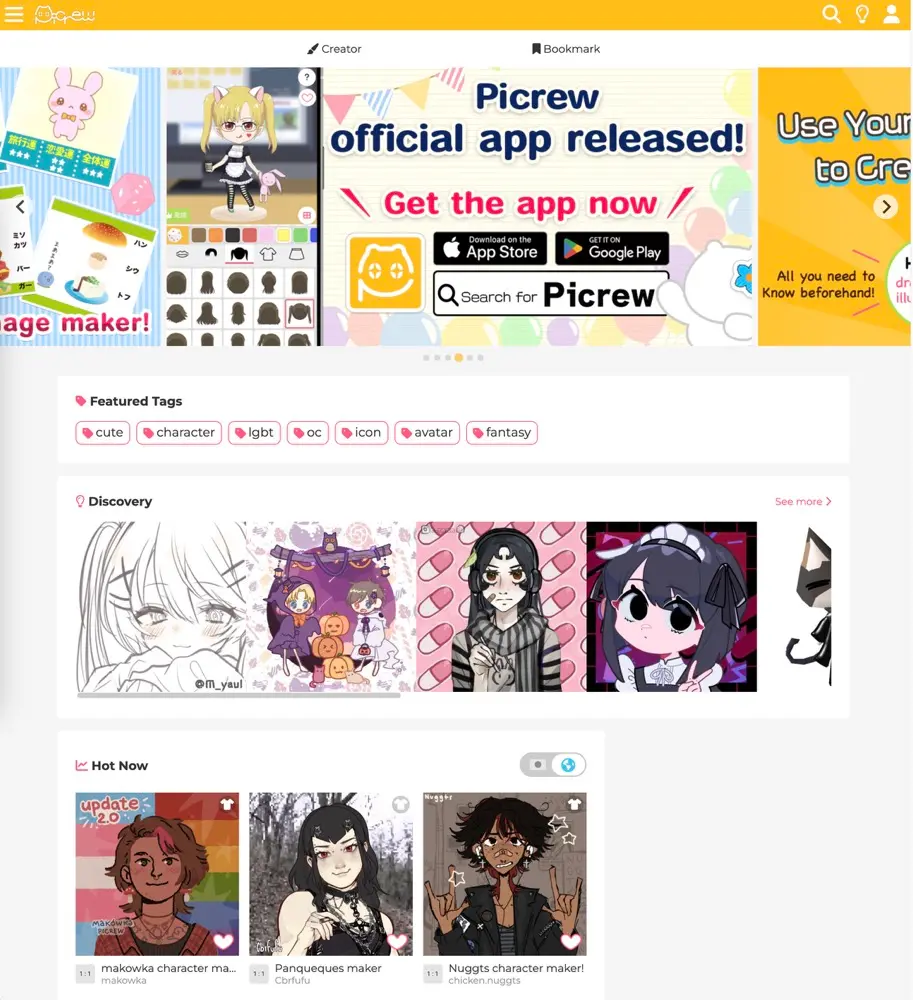 Picrew
Creator
Bookmark
旅行運
★★★
恋愛運
★★
★★
全体運
★★★
ミソ
カツ
バー
ガー
パン
シウ
トフ
age maker!
?
Picrew
official app released!
Get the app now
Download on the
App Store
GET IT ON
Google Play
Search for Picrew
Use Your
to Cre
All you need to
Know beforehand!
H
dr
illu
Featured Tags
cute
character
lgbt
oc
icon
avatar
fantasy
Discovery
See more
@M_yaul
Hot Now
update
2.0
makowka
picrew
Cbrfufu
Nuggts
1:1
makowka character ma...
makowka
1:1
Panqueques maker
Cbrfufu
1:1
Nuggts character maker!
chicken.nuggts